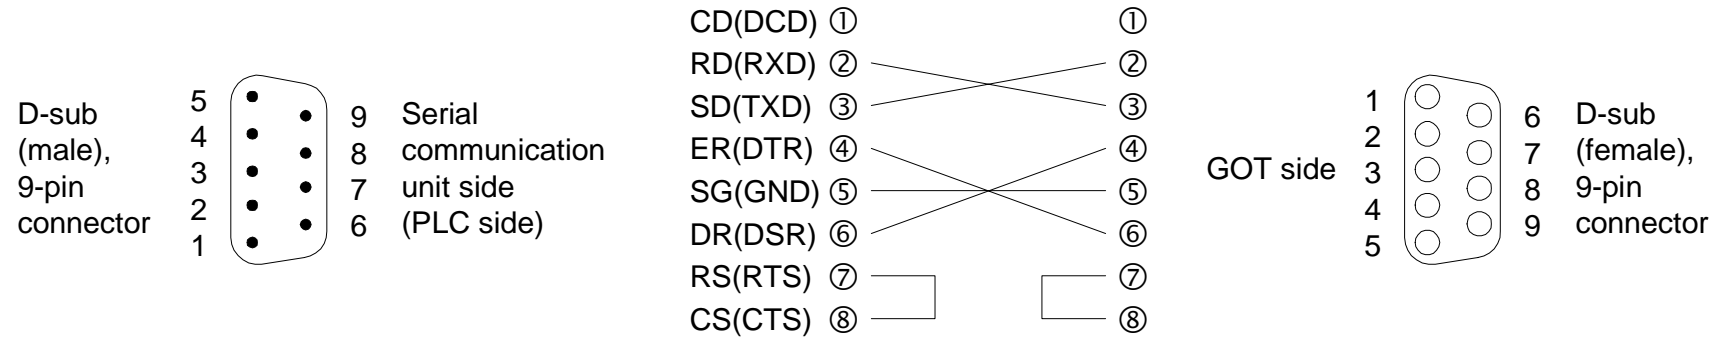 D-sub
(male),
9-pin
connector
5
4
3
2
1
9
8
7
6
Serial
communication
unit side
(PLC side)
CD(DCD) ①
RD(RXD) ②
SD(TXD) ③
ER(DTR) ④
SG(GND) ⑤
DR(DSR) ⑥
RS(RTS) ⑦
CS(CTS) ⑧
①
②
③
④
⑤
⑥
⑦
⑧
GOT side
1
2
3
4
5
6
7
8
9
D-sub
(female),
9-pin
connector